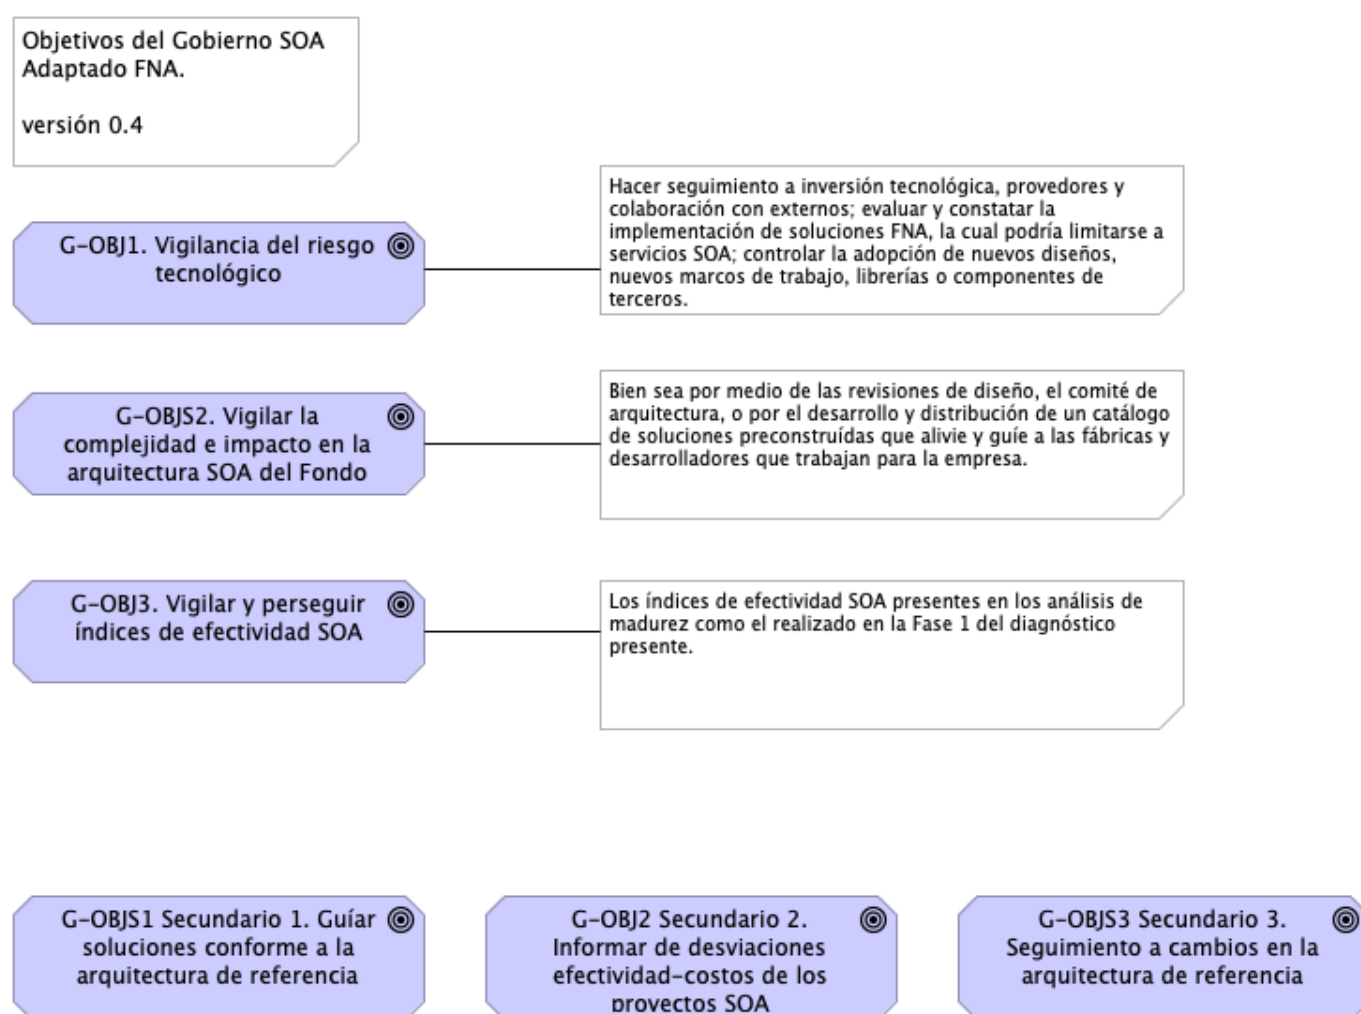 Objetivos del Gobierno SOA
Adaptado FNA.
versión 0.4
G-OBJ1. Vigilancia del riesgo
tecnológico
Hacer seguimiento a inversión tecnológica, provedores y
colaboración con externos; evaluar y constatar la
implementación de soluciones FNA, la cual podría limitarse a
servicios SOA; controlar la adopción de nuevos diseños,
nuevos marcos de trabajo, librerías o componentes de
terceros.
G-OBJS2. Vigilar la
complejidad e impacto en la
arquitectura SOA del Fondo
Bien sea por medio de las revisiones de diseño, el comité de
arquitectura, o por el desarrollo y distribución de un catálogo
de soluciones preconstruídas que alivie y guíe a las fábricas y
desarrolladores que trabajan para la empresa.
G-OBJ3. Vigilar y perseguir
índices de efectividad SOA
Los índices de efectividad SOA presentes en los análisis de
madurez como el realizado en la Fase 1 del diagnóstico
presente.
G-OBJS1 Secundario 1. Guíar
soluciones conforme a la
arquitectura de referencia
G-OBJ2 Secundario 2.
Informar de desviaciones
efectividad-costos de los
proyectos SOA
G-OBJS3 Secundario 3.
Seguimiento a cambios en la
arquitectura de referencia